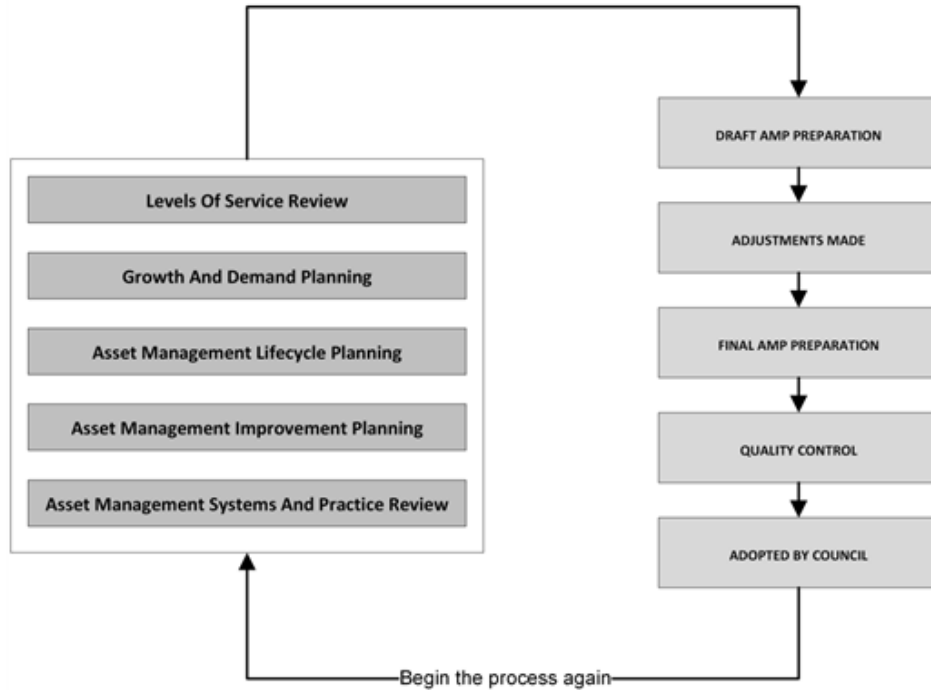 Levels Of Service Review
Growth And Demand Planning
Asset Management Lifecycle Planning
Asset Management Improvement Planning
Asset Management Systems And Practice Review
DRAFT AMP PREPARATION
ADJUSTMENTS MADE
FINAL AMP PREPARATION
QUALITY CONTROL
ADOPTED BY COUNCIL
Begin the process again